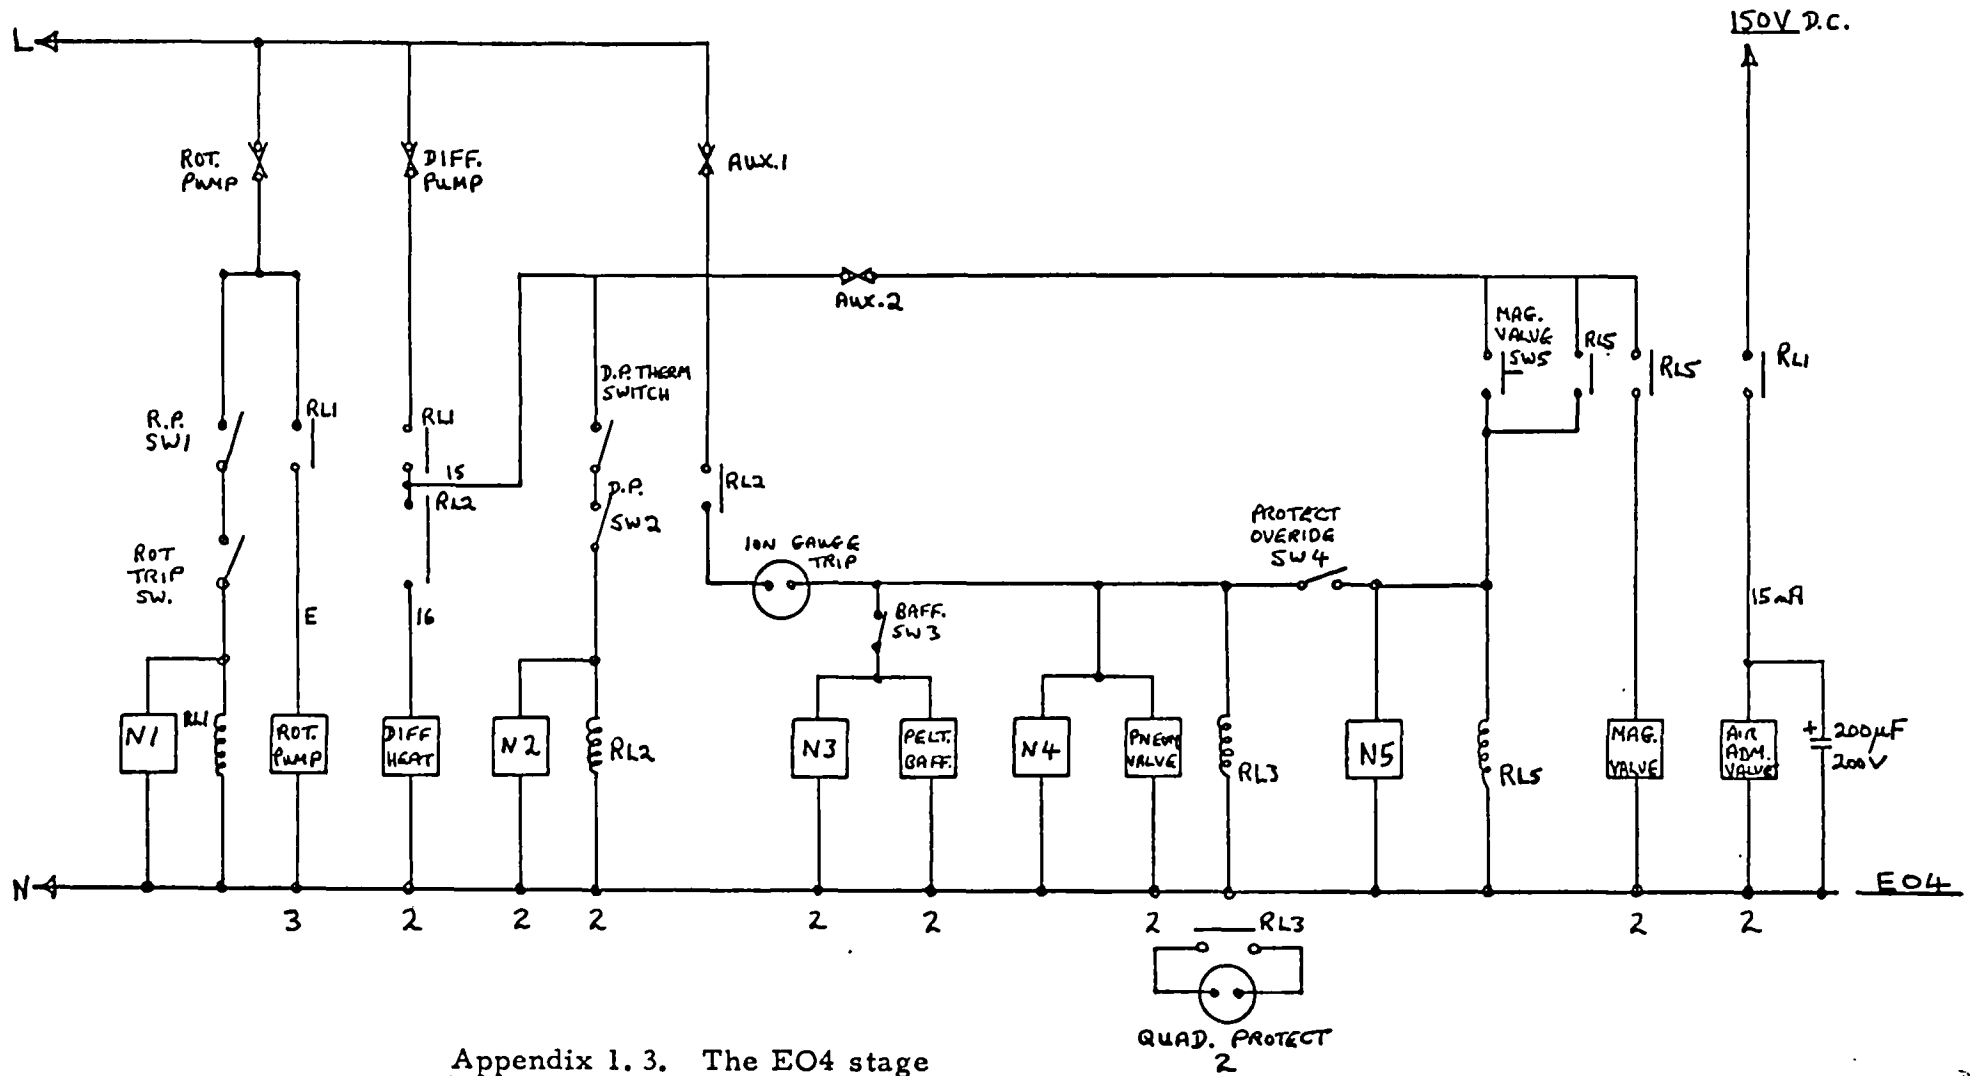 150V D.C.
L
ROT.
PUMP
DIFF.
PUMP
AUX.1
AUX.2
MAG.
VALVE
SW5
RL5
RL5
RL1
D.P. THERM
SWITCH
R.P.
SW1
RL1
RL1
15
RL2
D.P.
SW2
RL2
ION GAUGE
TRIP
PROTECT
OVERIDE
SW4
ROT
TRIP
SW.
E
16
BAFF.
SW3
15mA
N1
RL1
ROT.
PUMP
DIFF
HEAT
N2
RL2
N3
PELT.
BAFF.
N4
PNEUM
VALVE
RL3
N5
RL5
MAG.
VALVE
AIR
ADM.
VALVE
+
200µF
200V
N
E04
3
2
2
2
2
2
2
2
2
RL3
QUAD. PROTECT
2
Appendix 1. 3. The EO4 stage